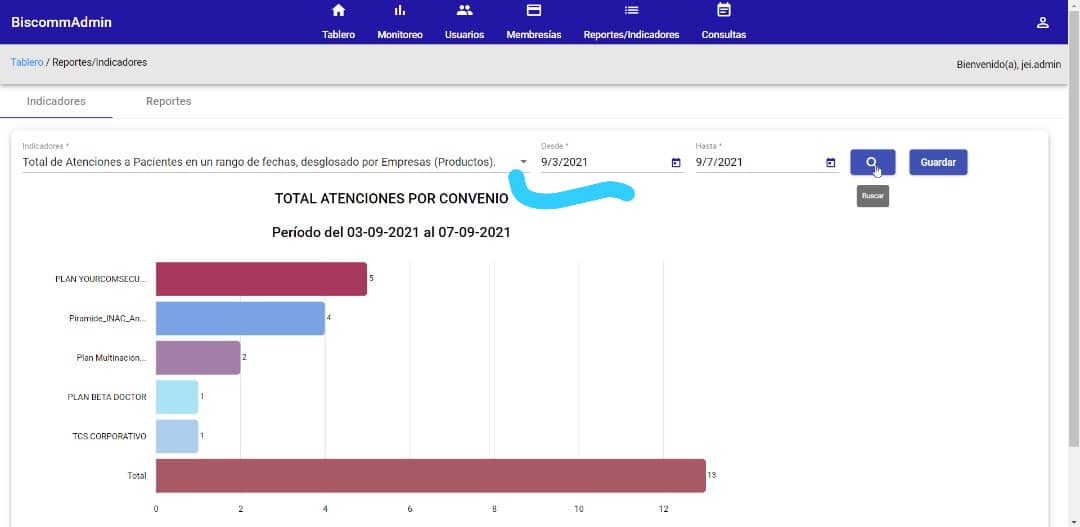 BiscommAdmin
Tablero Monitoreo Usuarios Membresías Reportes/Indicadores Consultas
Tablero / Reportes/Indicadores
Bienvenido(a), jei.admin
Indicadores Reportes
Indicadores * Desde * Hasta *
Total de Atenciones a Pacientes en un rango de fechas, desglosado por Empresas (Productos). 9/3/2021 9/7/2021 Guardar
Buscar
TOTAL ATENCIONES POR CONVENIO
Período del 03-09-2021 al 07-09-2021
PLAN YOURCOMSECU... 5
Piramide_INAC_An... 4
Plan Multinacion... 2
PLAN BETA DOCTOR 1
TCS CORPORATIVO 1
Total 13
0 2 4 6 8 10 12